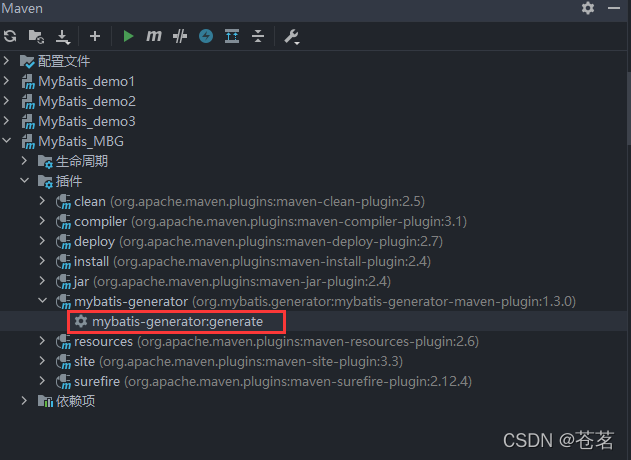 Maven
配置文件
MyBatis_demo1
MyBatis_demo2
MyBatis_demo3
MyBatis_MBG
生命周期
插件
clean (org.apache.maven.plugins:maven-clean-plugin:2.5)
compiler (org.apache.maven.plugins:maven-compiler-plugin:3.1)
deploy (org.apache.maven.plugins:maven-deploy-plugin:2.7)
install (org.apache.maven.plugins:maven-install-plugin:2.4)
jar (org.apache.maven.plugins:maven-jar-plugin:2.4)
mybatis-generator (org.mybatis.generator:mybatis-generator-maven-plugin:1.3.0)
mybatis-generator:generate
resources (org.apache.maven.plugins:maven-resources-plugin:2.6)
site (org.apache.maven.plugins:maven-site-plugin:3.3)
surefire (org.apache.maven.plugins:maven-surefire-plugin:2.12.4)
依赖项
CSDN @苍茗